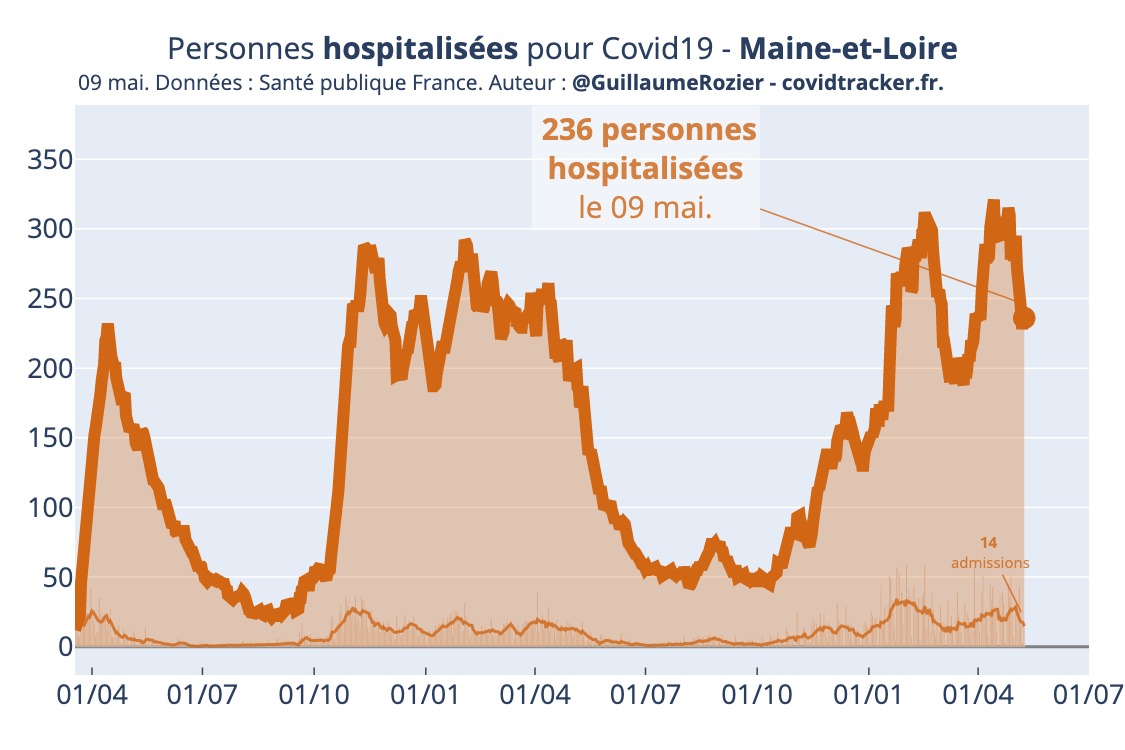 Personnes hospitalisées pour Covid19 - Maine-et-Loire
09 mai. Données : Santé publique France. Auteur : @GuillaumeRozier - covidtracker.fr.
236 personnes
hospitalisées
le 09 mai.
350
300
250
200
150
100
50
0
14
admissions
01/04 01/07 01/10 01/01 01/04 01/07 01/10 01/01 01/04 01/07